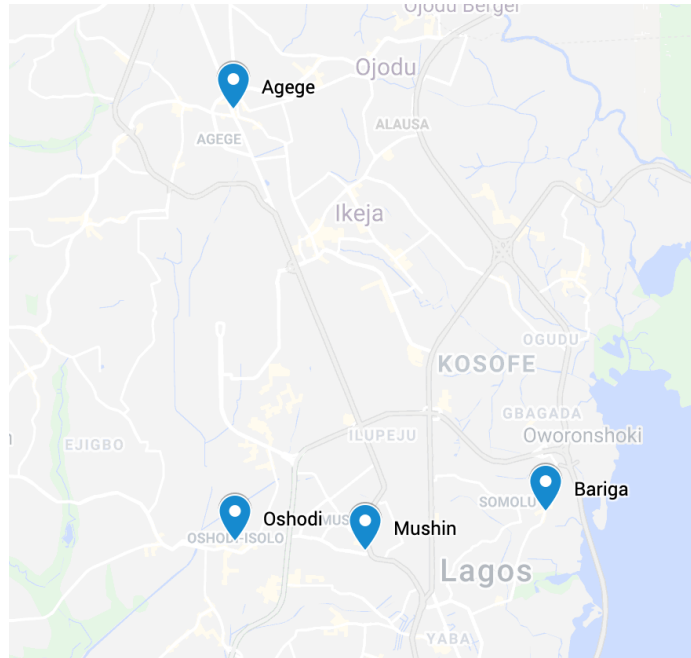 Ojodu Berger
Ojodu
Agege
ALAUSA
AGEGE
Ikeja
OGUDU
KOSOFE
GBAGADA
ILUPEJU
Oworonshoki
EJIGBO
Bariga
SOMOLU
Oshodi
Mushin
OSHODI-ISOLO
Lagos
YABA